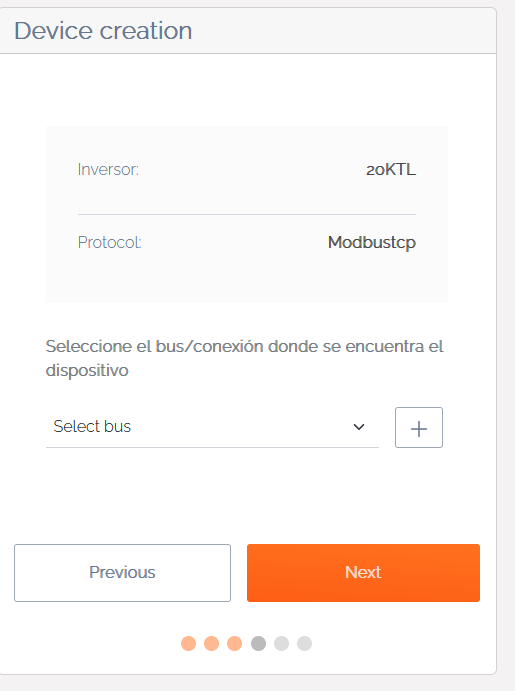 Device creation
Inversor: 20KTL
Protocol: Modbustcp
Seleccione el bus/conexión donde se encuentra el
dispositivo
Select bus
Previous Next